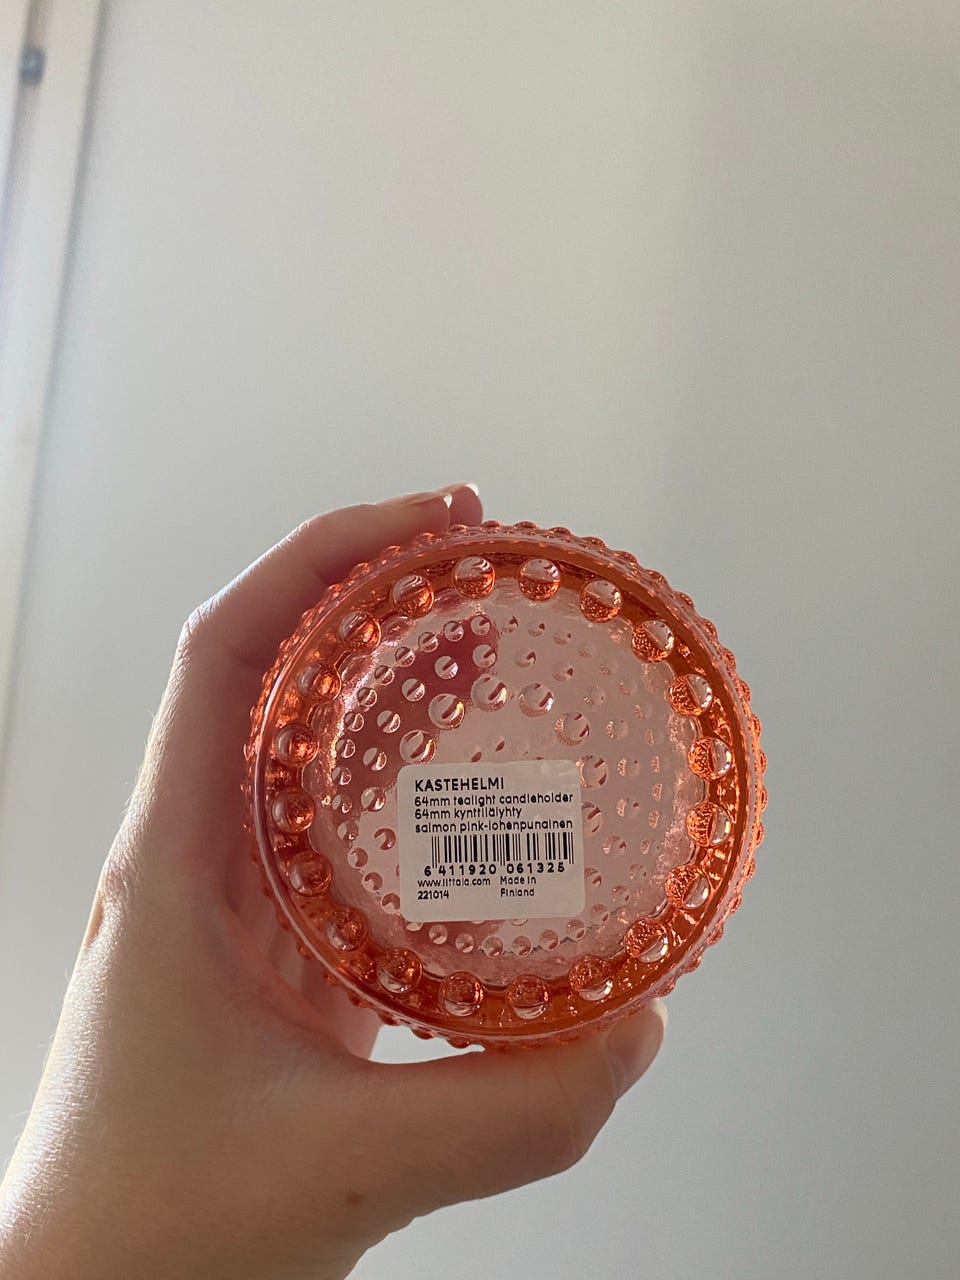 KASTEHELMI
64mm tealight candleholder
64mm kynttilälyhty
salmon pink-lohenpunainen
6 411920 061325
www.iittala.com Made in
221014 Finland